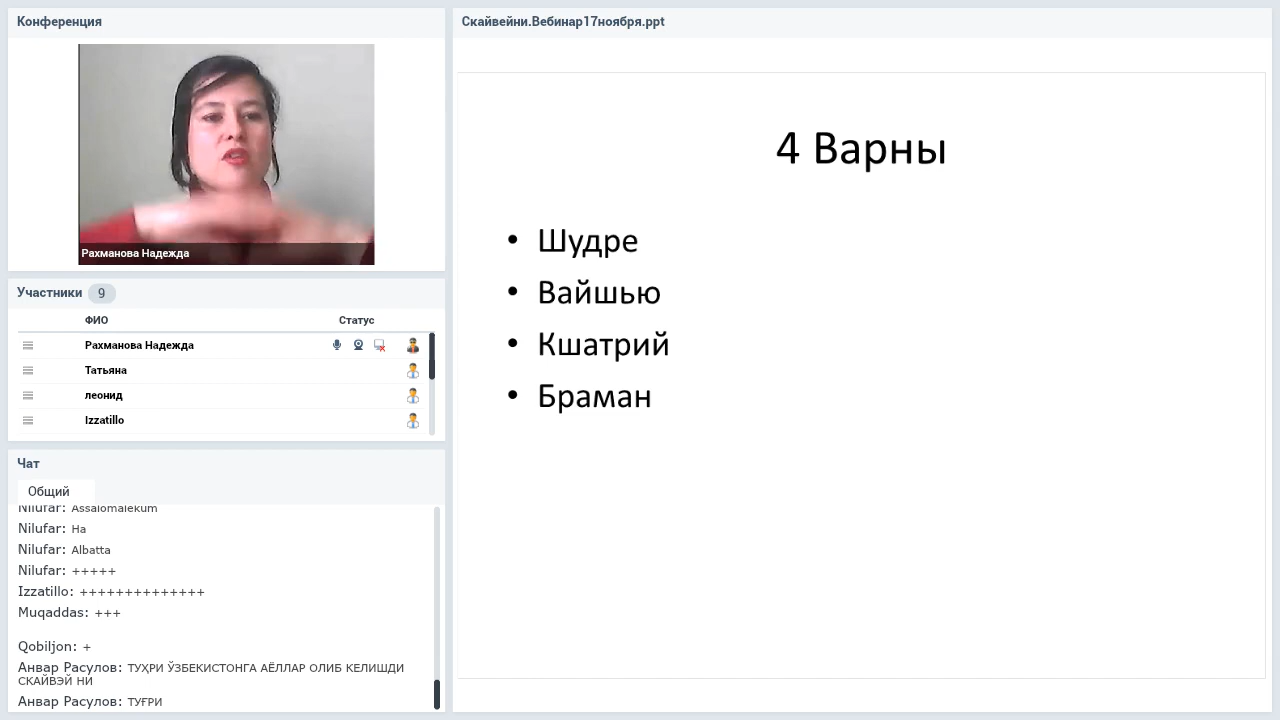 Конференция
Рахманова Надежда
Участники 9
ФИО Статус
Рахманова Надежда
Татьяна
леонид
Izzatillo
Чат
Общий
Nilufar: Assalomalekum
Nilufar: Ha
Nilufar: Albatta
Nilufar: +++++
Izzatillo: ++++++++++++++
Muqaddas: +++
Qobiljon: +
Анвар Расулов: ТУҲРИ ЎЗБЕКИСТОНГА АЁЛЛАР ОЛИБ КЕЛИШДИ
СКАЙВЭЙ НИ
Анвар Расулов: ТУҒРИ
Скайвейни.Вебинар17ноября.ppt
4 Варны
• Шудре
• Вайшью
• Кшатрий
• Браман